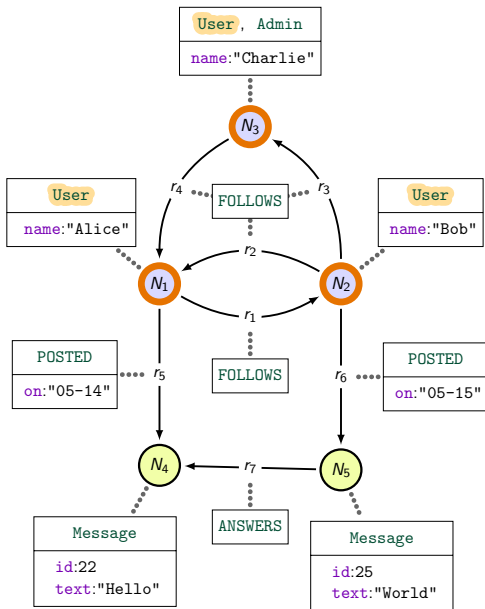 User, Admin
name:"Charlie"
N3
r4
r3
User
name:"Alice"
FOLLOWS
User
name:"Bob"
r2
N1
N2
r1
POSTED
on:"05-14"
r5
FOLLOWS
r6
POSTED
on:"05-15"
N4
r7
N5
ANSWERS
Message
id:22
text:"Hello"
Message
id:25
text:"World"